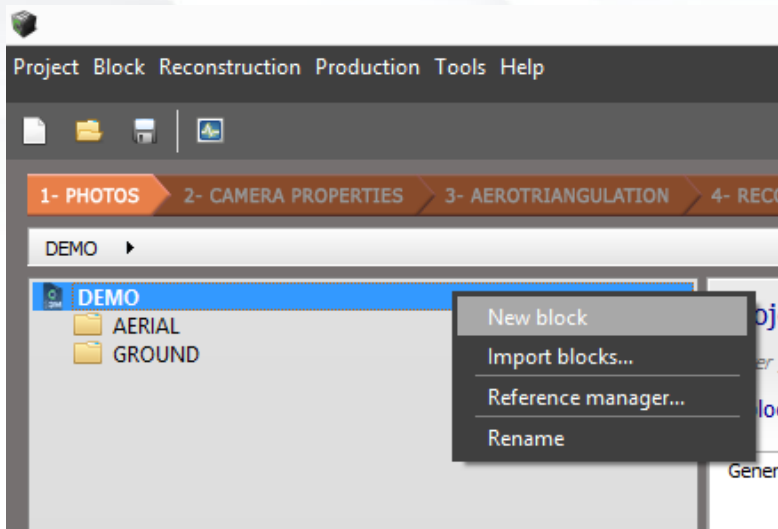 Project Block Reconstruction Production Tools Help
1- PHOTOS 2- CAMERA PROPERTIES 3- AEROTRIANGULATION 4- RECO
DEMO
DEMO
AERIAL
GROUND
New block
Import blocks...
Reference manager...
Rename
Gener